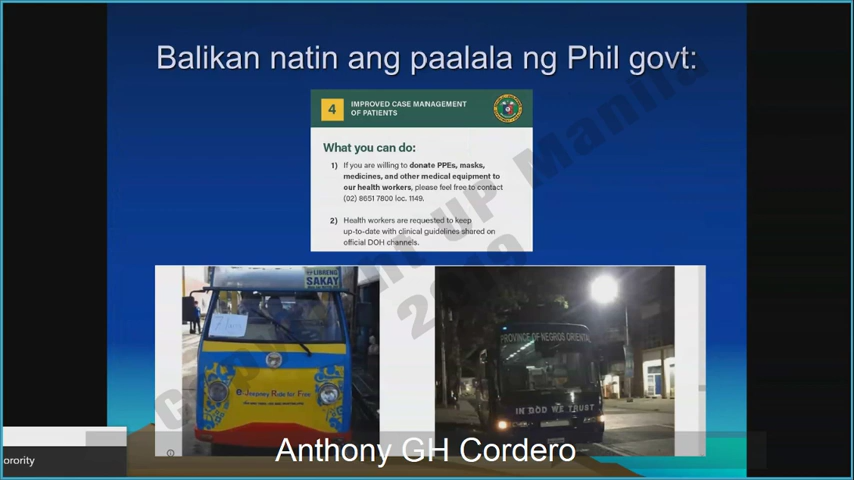 Balikan natin ang paalala ng Phil govt:
4
IMPROVED CASE MANAGEMENT
OF PATIENTS
What you can do:
1) If you are willing to donate PPEs, masks,
medicines, and other medical equipment to
our health workers, please feel free to contact
(02) 8651 7800 loc. 1149.
2) Health workers are requested to keep
up-to-date with clinical guidelines shared on
official DOH channels.
LIBRENG
SAKAY
Ride for Free
PROVINCE OF NEGROS ORIENTAL
IN GOD WE TRUST
UP Manila
2019
Anthony GH Cordero
orority